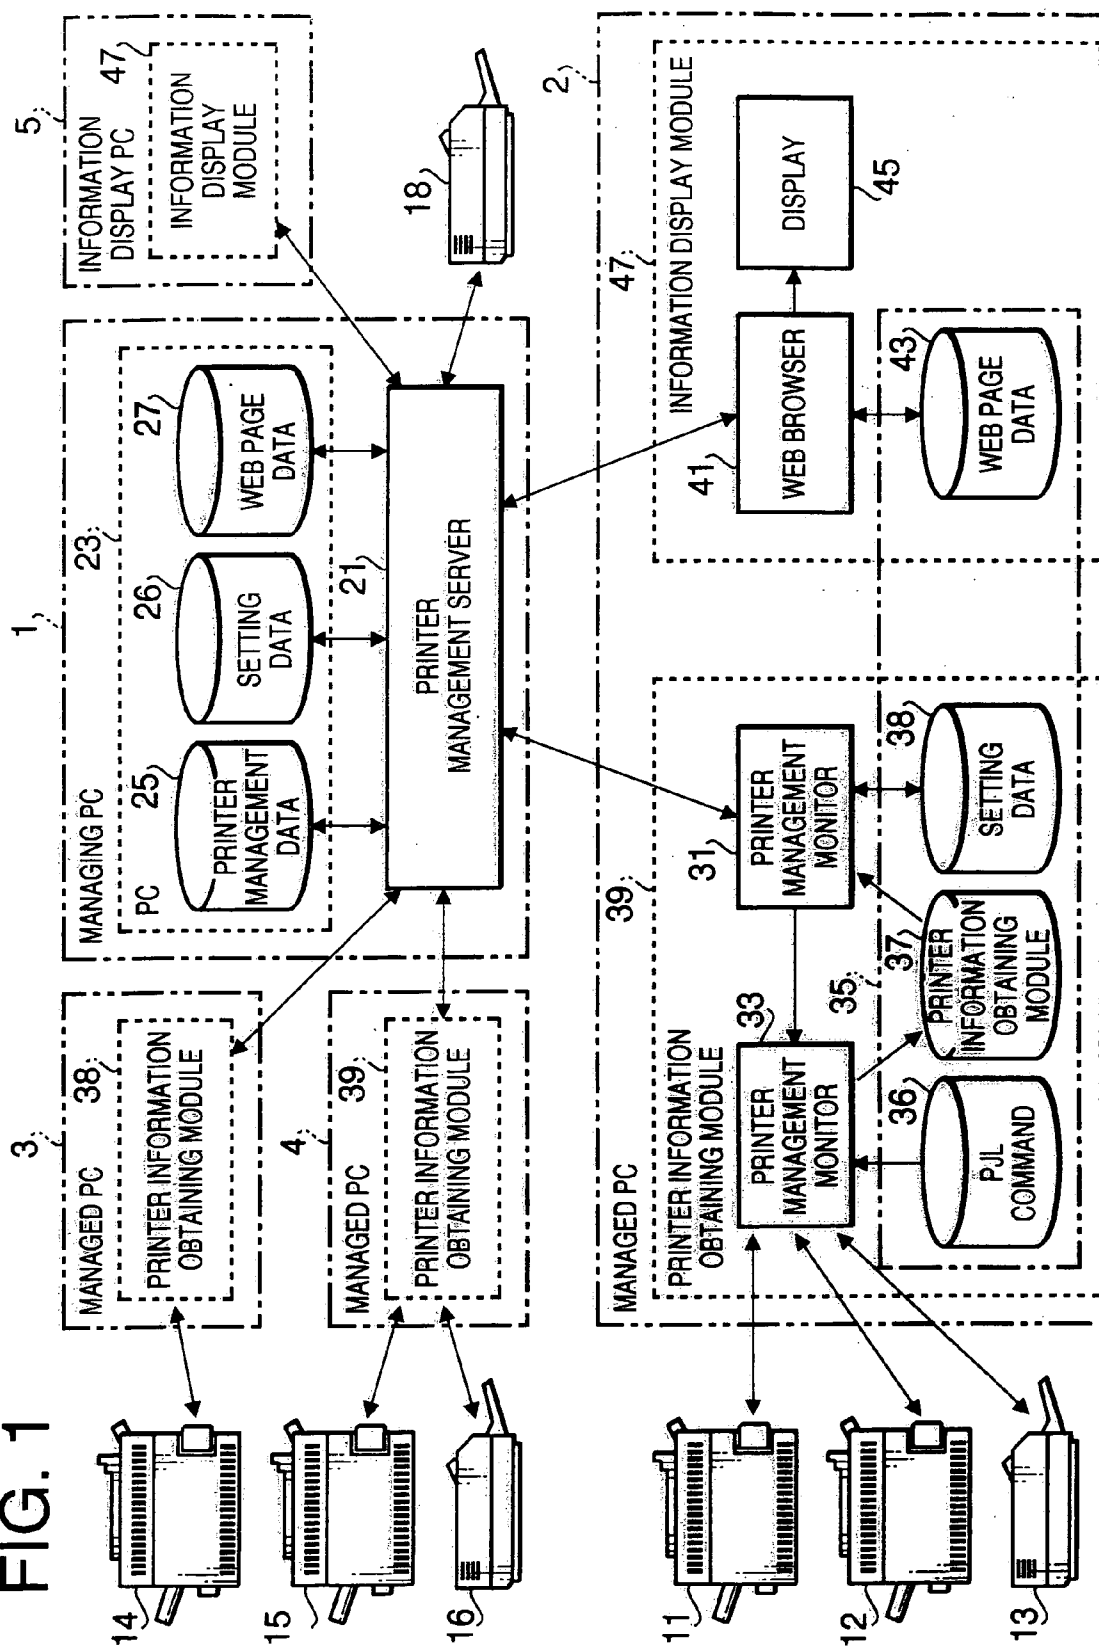 FIG. 1
14
15
16
11
12
13
3
MANAGED PC
38
PRINTER INFORMATION
OBTAINING MODULE
4
MANAGED PC
39
PRINTER INFORMATION
OBTAINING MODULE
1
MANAGING PC
23
PC
25
PRINTER
MANAGEMENT
DATA
26
SETTING
DATA
27
WEB PAGE
DATA
21
PRINTER
MANAGEMENT SERVER
5
INFORMATION
DISPLAY PC
47
INFORMATION
DISPLAY
MODULE
18
2
MANAGED PC
39
PRINTER INFORMATION
OBTAINING MODULE
33
PRINTER
MANAGEMENT
MONITOR
31
PRINTER
MANAGEMENT
MONITOR
35
36
PJL
COMMAND
37
PRINTER
INFORMATION
OBTAINING
MODULE
38
SETTING
DATA
47
INFORMATION DISPLAY MODULE
41
WEB BROWSER
45
DISPLAY
43
WEB PAGE
DATA